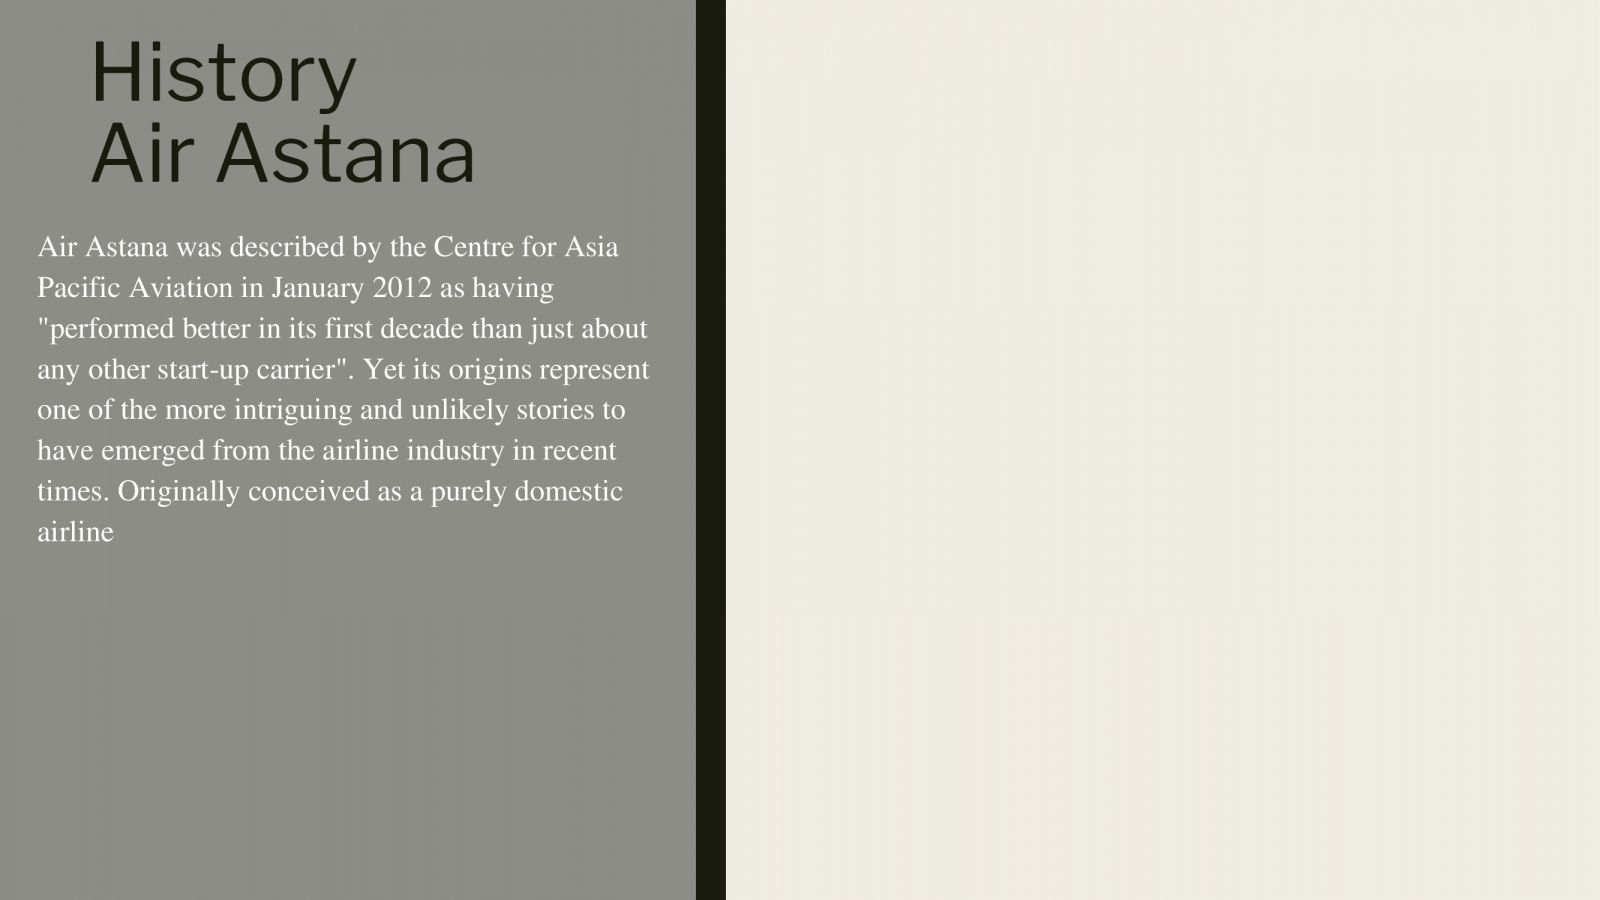 History
Air Astana
Air Astana was described by the Centre for Asia
Pacific Aviation in January 2012 as having
"performed better in its first decade than just about
any other start-up carrier". Yet its origins represent
one of the more intriguing and unlikely stories to
have emerged from the airline industry in recent
times. Originally conceived as a purely domestic
airline